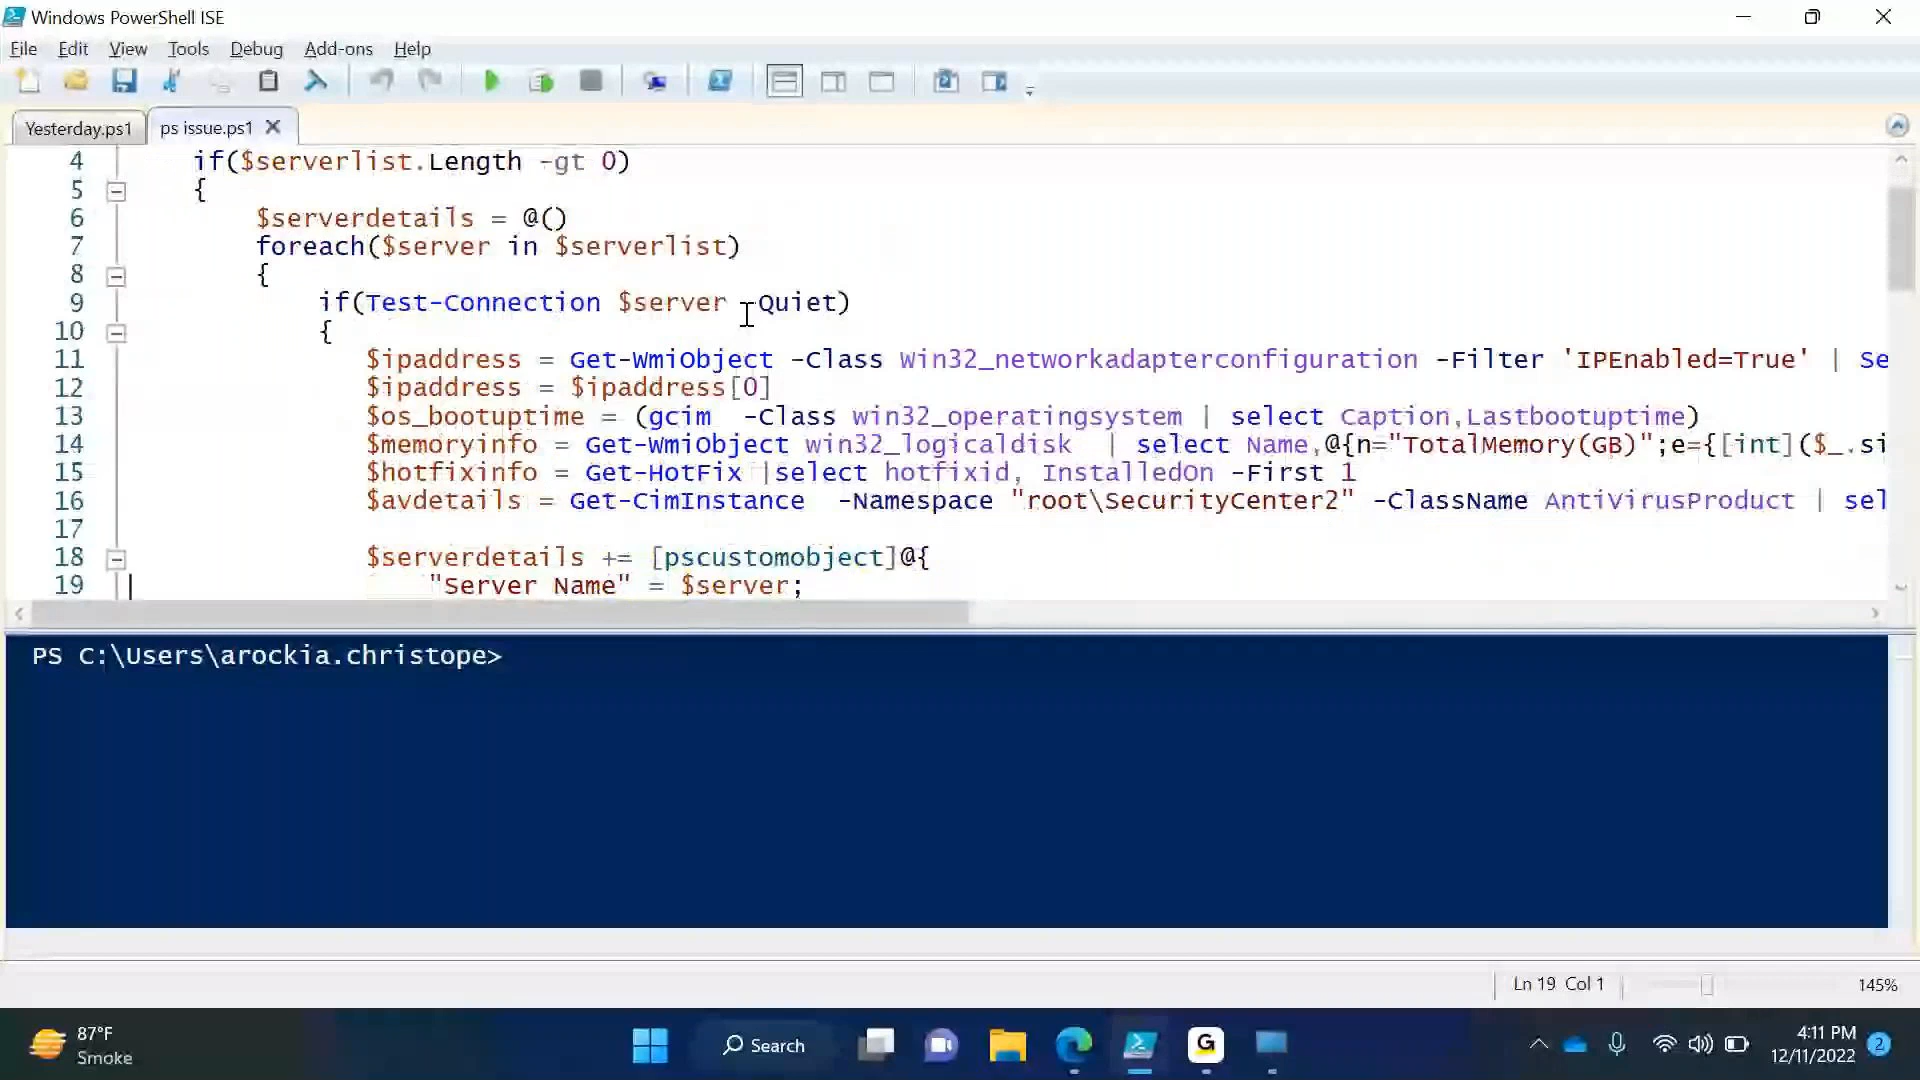 Windows PowerShell ISE
File Edit View Tools Debug Add-ons Help
Yesterday.ps1 ps issue.ps1
4 if($serverlist.Length -gt 0)
5 {
6 $serverdetails = @()
7 foreach($server in $serverlist)
8 {
9 if(Test-Connection $server -Quiet)
10 {
11 $ipaddress = Get-WmiObject -Class Win32_networkadapterconfiguration -Filter 'IPEnabled=True' | Se
12 $ipaddress = $ipaddress[0]
13 $os_bootuptime = (gcim -Class win32_operatingsystem | select Caption,Lastbootuptime)
14 $memoryinfo = Get-WmiObject win32_logicaldisk | select Name,@{n="TotalMemory(GB)";e={[int]($_.si
15 $hotfixinfo = Get-HotFix |select hotfixid, InstalledOn -First 1
16 $avdetails = Get-CimInstance -Namespace "root\SecurityCenter2" -ClassName AntiVirusProduct | sel
17
18 $serverdetails += [pscustomobject]@{
19 "Server Name" = $server;
PS C:\Users\arockia.christope>
Ln 19 Col 1 145%
87°F
Smoke
Search
G
4:11 PM
12/11/2022
2